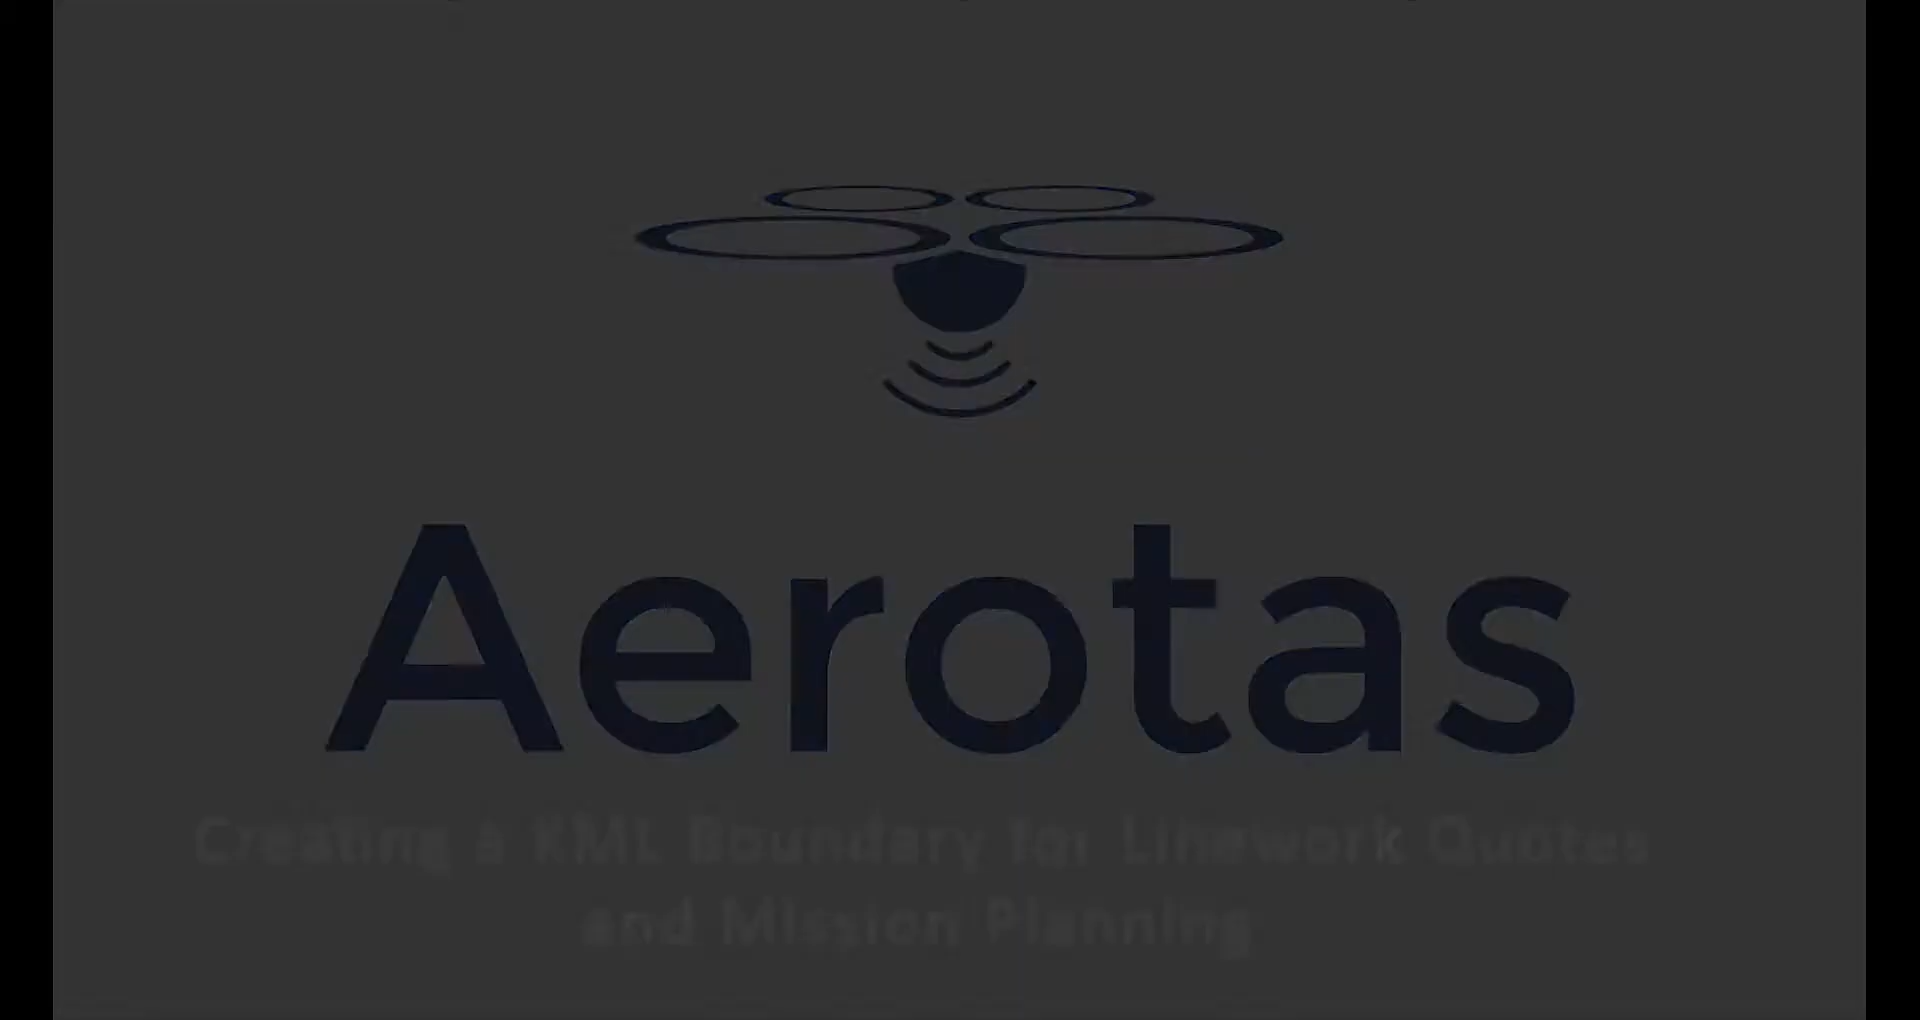 Aerotas
Creating a KML Boundary for Linework Quotes
and Mission Planning